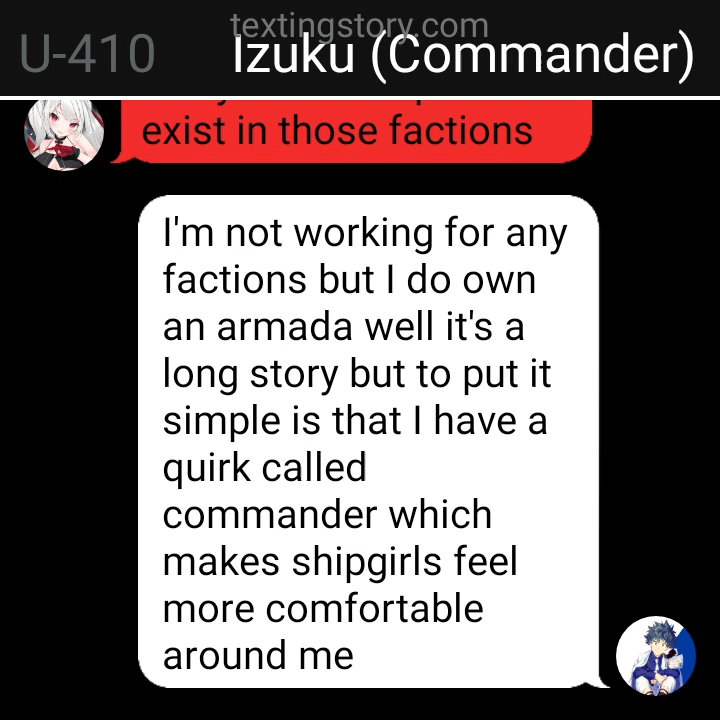 textingstory.com
U-410 Izuku (Commander)
exist in those factions
I'm not working for any
factions but I do own
an armada well it's a
long story but to put it
simple is that I have a
quirk called
commander which
makes shipgirls feel
more comfortable
around me